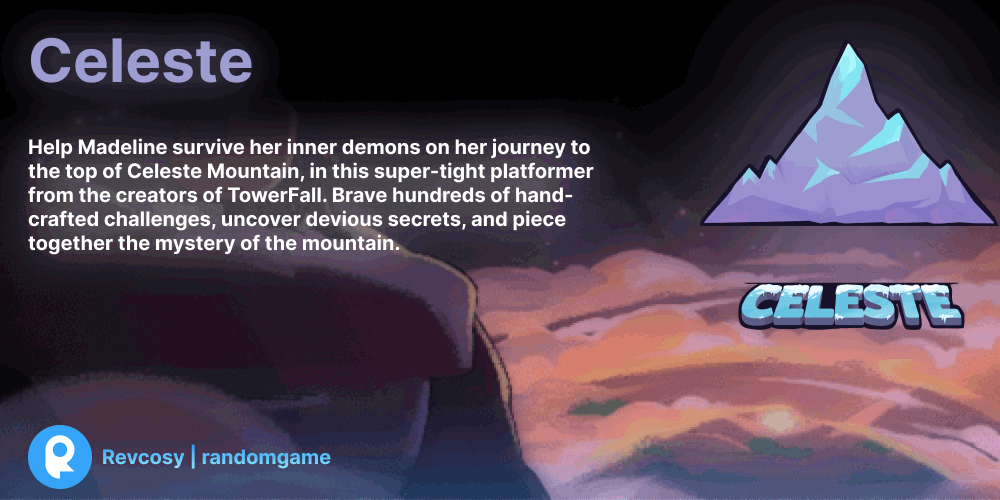 Celeste
Help Madeline survive her inner demons on her journey to
the top of Celeste Mountain, in this super-tight platformer
from the creators of TowerFall. Brave hundreds of hand-
crafted challenges, uncover devious secrets, and piece
together the mystery of the mountain.
CELESTE
Revcosy | randomgame